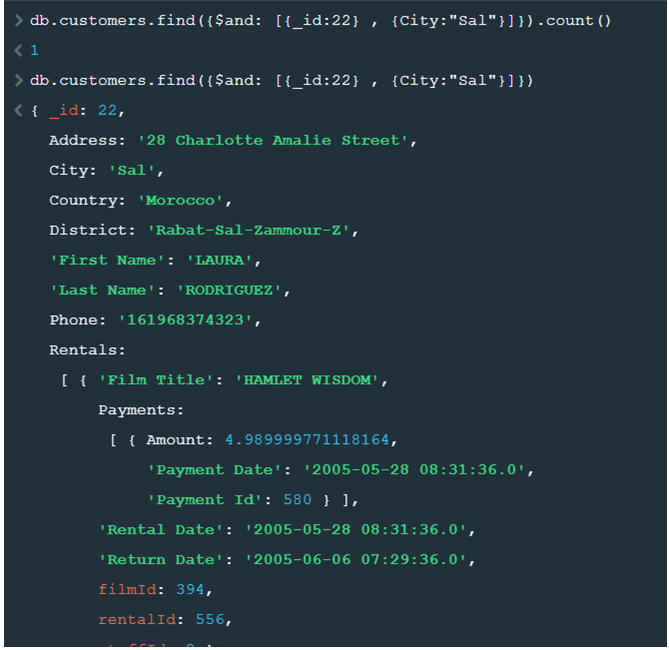 > db.customers.find({$and: [{_id:22} , {City:"Sal"}]}).count()
< 1
> db.customers.find({$and: [{_id:22} , {City:"Sal"}]})
< { _id: 22,
Address: '28 Charlotte Amalie Street',
City: 'Sal',
Country: 'Morocco',
District: 'Rabat-Sal-Zammour-Z',
'First Name': 'LAURA',
'Last Name': 'RODRIGUEZ',
Phone: '161968374323',
Rentals:
[ { 'Film Title': 'HAMLET WISDOM',
Payments:
[ { Amount: 4.989999771118164,
'Payment Date': '2005-05-28 08:31:36.0',
'Payment Id': 580 } ],
'Rental Date': '2005-05-28 08:31:36.0',
'Return Date': '2005-06-06 07:29:36.0',
filmId: 394,
rentalId: 556,